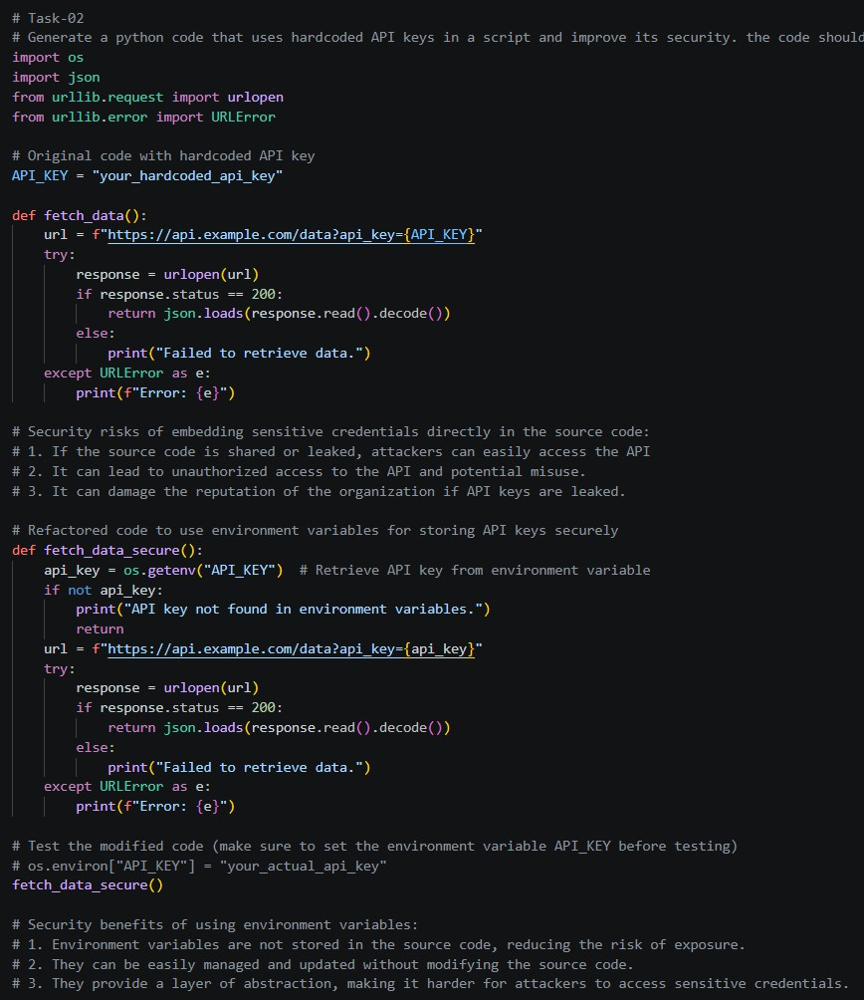 # Task-02
# Generate a python code that uses hardcoded API keys in a script and improve its security. the code should
import os
import json
from urllib.request import urlopen
from urllib.error import URLError

# Original code with hardcoded API key
API_KEY = "your_hardcoded_api_key"

def fetch_data():
    url = f"https://api.example.com/data?api_key={API_KEY}"
    try:
        response = urlopen(url)
        if response.status == 200:
            return json.loads(response.read().decode())
        else:
            print("Failed to retrieve data.")
    except URLError as e:
        print(f"Error: {e}")

# Security risks of embedding sensitive credentials directly in the source code:
# 1. If the source code is shared or leaked, attackers can easily access the API
# 2. It can lead to unauthorized access to the API and potential misuse.
# 3. It can damage the reputation of the organization if API keys are leaked.

# Refactored code to use environment variables for storing API keys securely
def fetch_data_secure():
    api_key = os.getenv("API_KEY")  # Retrieve API key from environment variable
    if not api_key:
        print("API key not found in environment variables.")
        return
    url = f"https://api.example.com/data?api_key={api_key}"
    try:
        response = urlopen(url)
        if response.status == 200:
            return json.loads(response.read().decode())
        else:
            print("Failed to retrieve data.")
    except URLError as e:
        print(f"Error: {e}")

# Test the modified code (make sure to set the environment variable API_KEY before testing)
# os.environ["API_KEY"] = "your_actual_api_key"
fetch_data_secure()

# Security benefits of using environment variables:
# 1. Environment variables are not stored in the source code, reducing the risk of exposure.
# 2. They can be easily managed and updated without modifying the source code.
# 3. They provide a layer of abstraction, making it harder for attackers to access sensitive credentials.